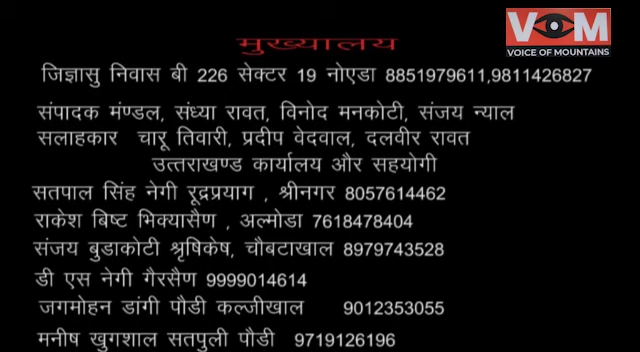 VOM
VOICE OF MOUNTAINS
मुख्यालय
जिज्ञासु निवास बी 226 सेक्टर 19 नोएडा 8851979611,9811426827
संपादक मंण्डल, संध्या रावत, विनोद मनकोटी, संजय न्याल
सलाहकार चारू तिवारी, प्रदीप वेदवाल, दलवीर रावत
उत्तराखण्ड कार्यालय और सहयोगी
सतपाल सिंह नेगी रूद्रप्रयाग , श्रीनगर 8057614462
राकेश बिष्ट भिक्यासैण , अल्मोडा 7618478404
संजय बुडाकोटी श्रृषिकेष, चौबटाखाल 8979743528
डी एस नेगी गैरसैण 9999014614
जगमोहन डांगी पौडी कल्जीखाल 9012353055
मनीष खुगशाल सतपुली पौडी 9719126196